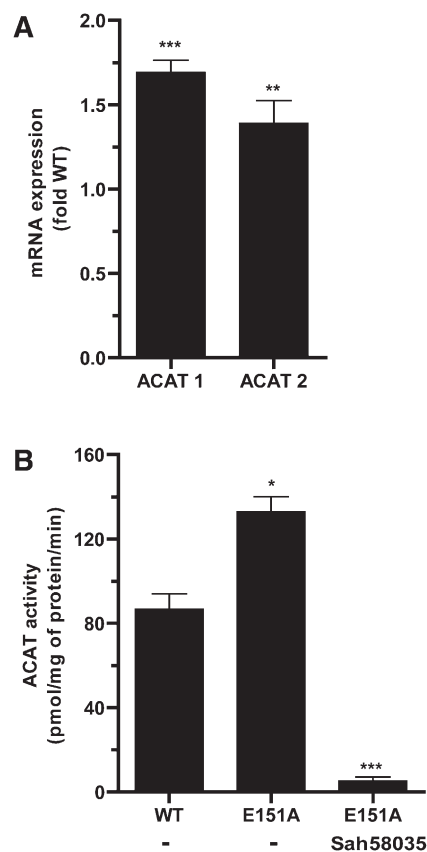 A
mRNA expression
(fold WT)
2.0
1.5
1.0
0.5
0.0
***
**
ACAT 1 ACAT 2
B
ACAT activity
(pmol/mg of protein/min)
160
120
80
40
0
*
***
WT E151A E151A
- - Sah58035